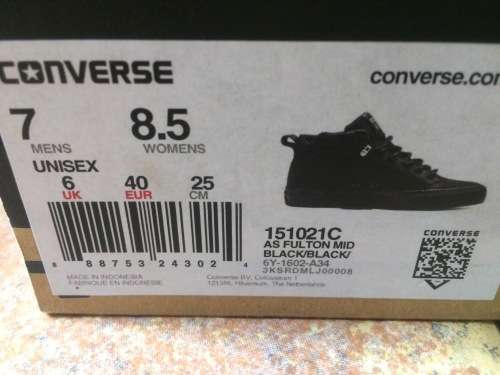 CONVERSE
converse.com
7 8.5
MENS WOMENS
UNISEX
6 40 25
UK EUR CM
8 88753 24302 4
MADE IN INDONESIA
FABRIQUE EN INDONESIE
Converse B.V., Colosseum 1
1213NL Hilversum, The Netherlands
151021C
AS FULTON MID
BLACK/BLACK/
6Y-1602-A34
3KSRDMLJ00008
CONVERSE